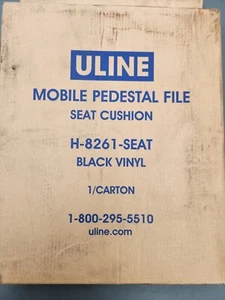 ULINE
MOBILE PEDESTAL FILE
SEAT CUSHION
H-8261-SEAT
BLACK VINYL
1/CARTON
1-800-295-5510
uline.com